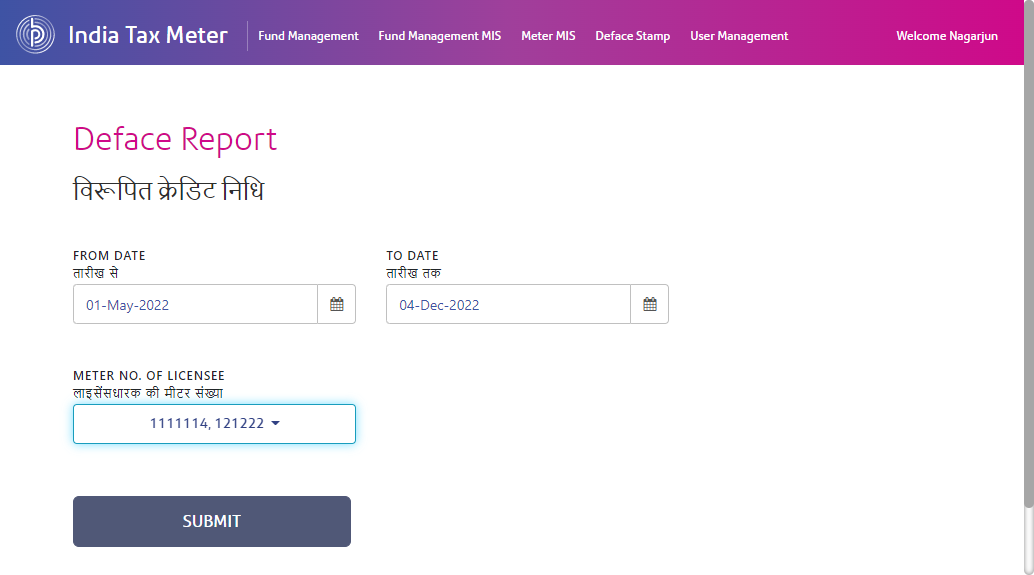 India Tax Meter
Fund Management Fund Management MIS Meter MIS Deface Stamp User Management Welcome Nagarjun
Deface Report
विरूपित क्रेडिट निधि
FROM DATE
तारीख से
01-May-2022
TO DATE
तारीख तक
04-Dec-2022
METER NO. OF LICENSEE
लाइसेंसधारक की मीटर संख्या
1111114, 121222
SUBMIT